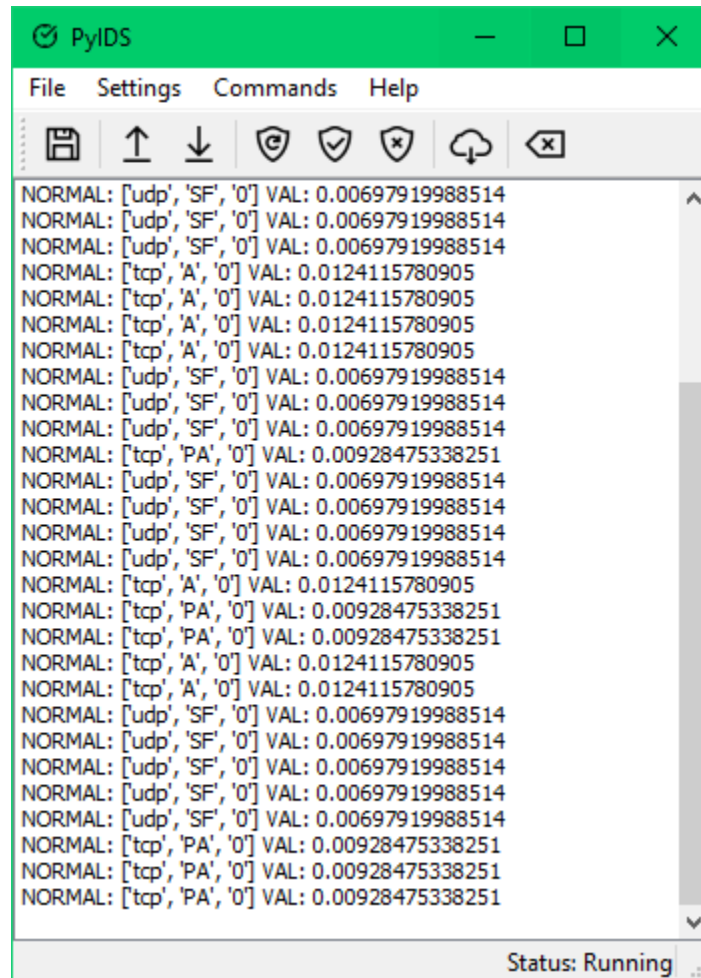 PyIDS
File Settings Commands Help
NORMAL: ['udp', 'SF', '0'] VAL: 0.00697919988514
NORMAL: ['udp', 'SF', '0'] VAL: 0.00697919988514
NORMAL: ['udp', 'SF', '0'] VAL: 0.00697919988514
NORMAL: ['tcp', 'A', '0'] VAL: 0.0124115780905
NORMAL: ['tcp', 'A', '0'] VAL: 0.0124115780905
NORMAL: ['tcp', 'A', '0'] VAL: 0.0124115780905
NORMAL: ['tcp', 'A', '0'] VAL: 0.0124115780905
NORMAL: ['udp', 'SF', '0'] VAL: 0.00697919988514
NORMAL: ['udp', 'SF', '0'] VAL: 0.00697919988514
NORMAL: ['udp', 'SF', '0'] VAL: 0.00697919988514
NORMAL: ['tcp', 'PA', '0'] VAL: 0.00928475338251
NORMAL: ['udp', 'SF', '0'] VAL: 0.00697919988514
NORMAL: ['udp', 'SF', '0'] VAL: 0.00697919988514
NORMAL: ['udp', 'SF', '0'] VAL: 0.00697919988514
NORMAL: ['udp', 'SF', '0'] VAL: 0.00697919988514
NORMAL: ['tcp', 'A', '0'] VAL: 0.0124115780905
NORMAL: ['tcp', 'PA', '0'] VAL: 0.00928475338251
NORMAL: ['tcp', 'PA', '0'] VAL: 0.00928475338251
NORMAL: ['tcp', 'A', '0'] VAL: 0.0124115780905
NORMAL: ['tcp', 'A', '0'] VAL: 0.0124115780905
NORMAL: ['udp', 'SF', '0'] VAL: 0.00697919988514
NORMAL: ['udp', 'SF', '0'] VAL: 0.00697919988514
NORMAL: ['udp', 'SF', '0'] VAL: 0.00697919988514
NORMAL: ['udp', 'SF', '0'] VAL: 0.00697919988514
NORMAL: ['udp', 'SF', '0'] VAL: 0.00697919988514
NORMAL: ['tcp', 'PA', '0'] VAL: 0.00928475338251
NORMAL: ['tcp', 'PA', '0'] VAL: 0.00928475338251
NORMAL: ['tcp', 'PA', '0'] VAL: 0.00928475338251
Status: Running